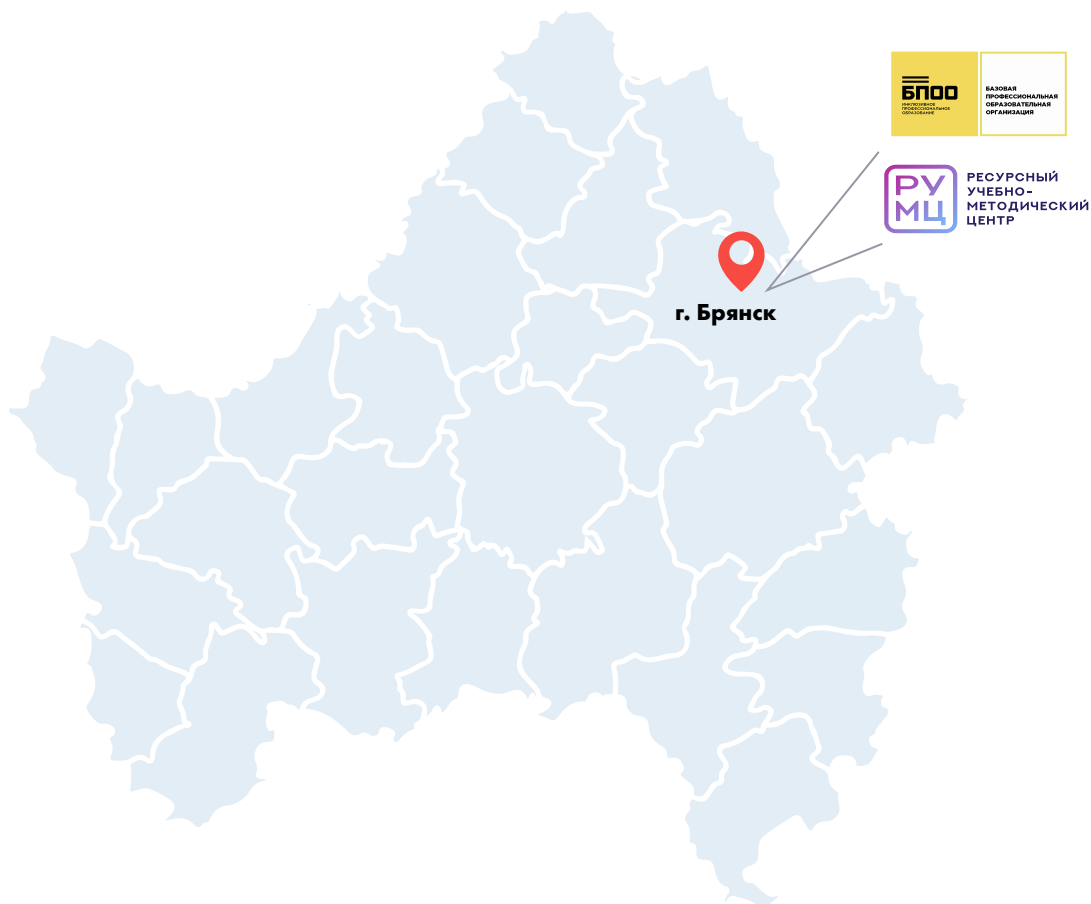 БПОО
ИНКЛЮЗИВНОЕ
ПРОФЕССИОНАЛЬНОЕ
ОБРАЗОВАНИЕ
БАЗОВАЯ
ПРОФЕССИОНАЛЬНАЯ
ОБРАЗОВАТЕЛЬНАЯ
ОРГАНИЗАЦИЯ
РУ
МЦ
РЕСУРСНЫЙ
УЧЕБНО-
МЕТОДИЧЕСКИЙ
ЦЕНТР
г. Брянск